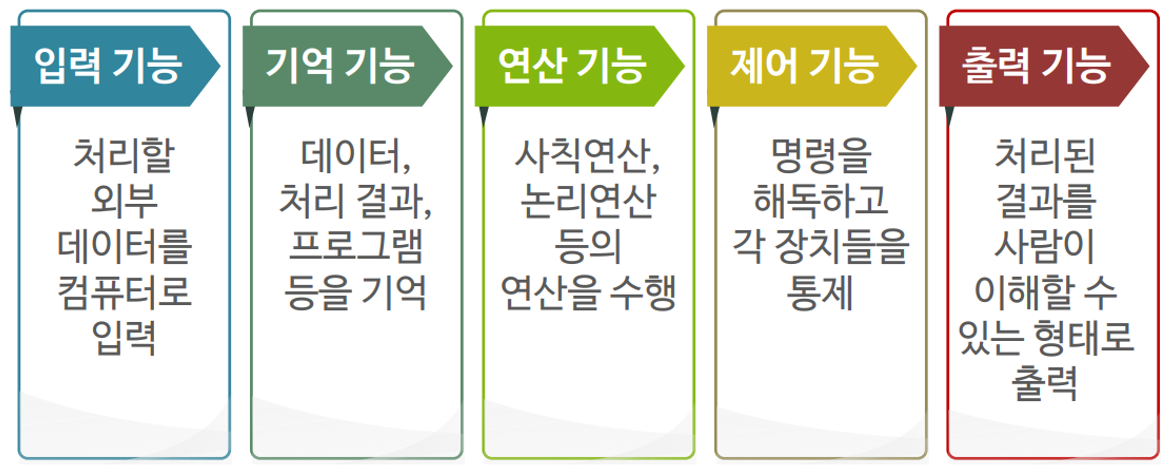 입력 기능
처리할
외부
데이터를
컴퓨터로
입력
기억 기능
데이터,
처리 결과,
프로그램
등을 기억
연산 기능
사칙연산,
논리연산
등의
연산을 수행
제어 기능
명령을
해독하고
각 장치들을
통제
출력 기능
처리된
결과를
사람이
이해할 수
있는 형태로
출력